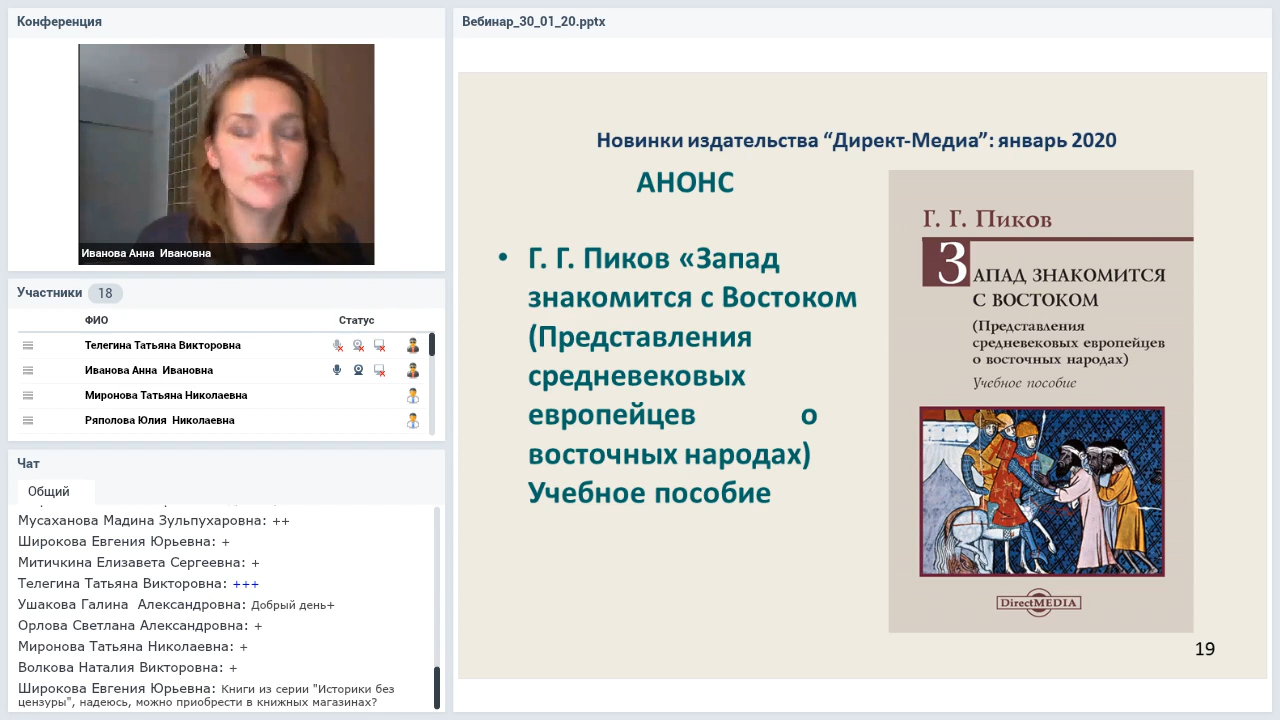 Конференция
Иванова Анна  Ивановна
Участники 18
ФИО Статус
Телегина Татьяна Викторовна
Иванова Анна  Ивановна
Миронова Татьяна Николаевна
Ряполова Юлия  Николаевна
Чат
Общий
Мусаханова Мадина Зульпухаровна: ++
Широкова Евгения Юрьевна: +
Митичкина Елизавета Сергеевна: +
Телегина Татьяна Викторовна: +++
Ушакова Галина  Александровна: Добрый день+
Орлова Светлана Александровна: +
Миронова Татьяна Николаевна: +
Волкова Наталия Викторовна: +
Широкова Евгения Юрьевна: Книги из серии "Историки без
цензуры", надеюсь, можно приобрести в книжных магазинах?
Вебинар_30_01_20.pptx
Новинки издательства “Директ-Медиа”: январь 2020
АНОНС
• Г. Г. Пиков «Запад
знакомится с Востоком
(Представления
средневековых
европейцев о
восточных народах)
Учебное пособие
Г. Г. Пиков
ЗАПАД ЗНАКОМИТСЯ
С ВОСТОКОМ
(Представления
средневековых европейцев
о восточных народах)
Учебное пособие
DirectMEDIA
19